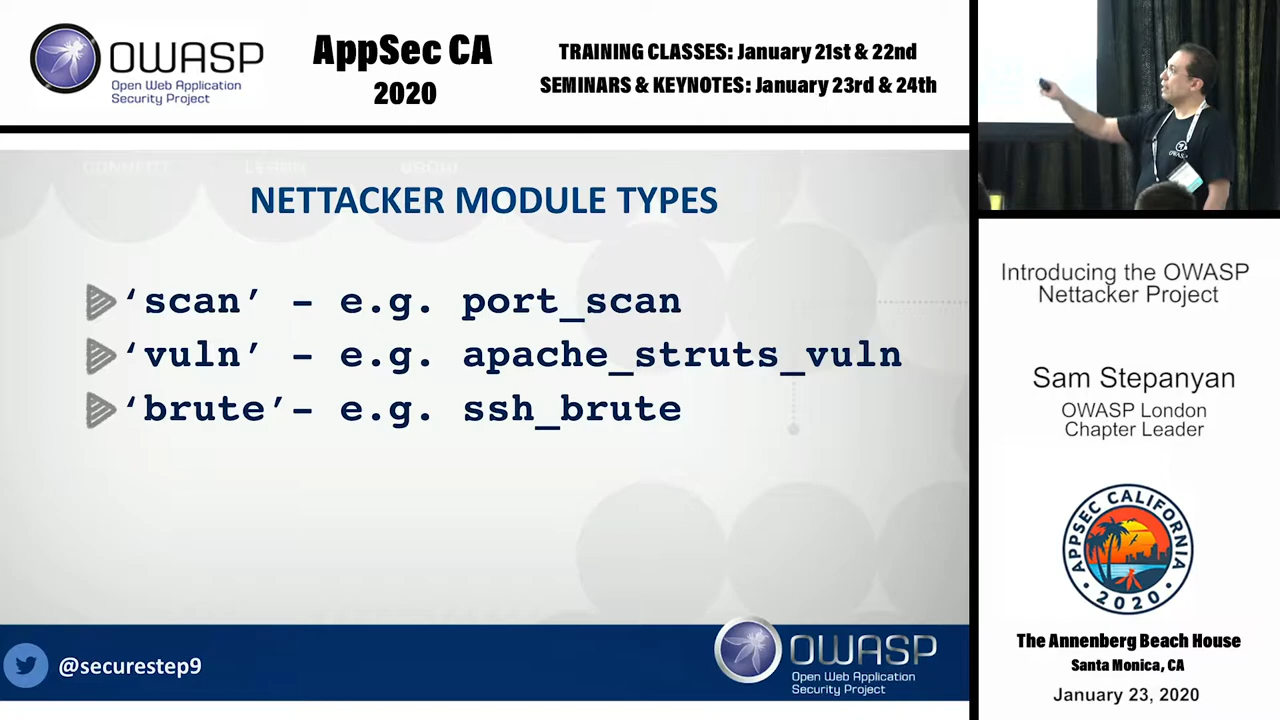 OWASP
Open Web Application
Security Project
AppSec CA
2020
TRAINING CLASSES: January 21st & 22nd
SEMINARS & KEYNOTES: January 23rd & 24th
NETTACKER MODULE TYPES
‘scan’ – e.g. port_scan
‘vuln’ – e.g. apache_struts_vuln
‘brute’– e.g. ssh_brute
@securestep9
OWASP
Open Web Application
Security Project
OWASP
Introducing the OWASP
Nettacker Project
Sam Stepanyan
OWASP London
Chapter Leader
APPSEC CALIFORNIA
• 2020 •
The Annenberg Beach House
Santa Monica, CA
January 23, 2020